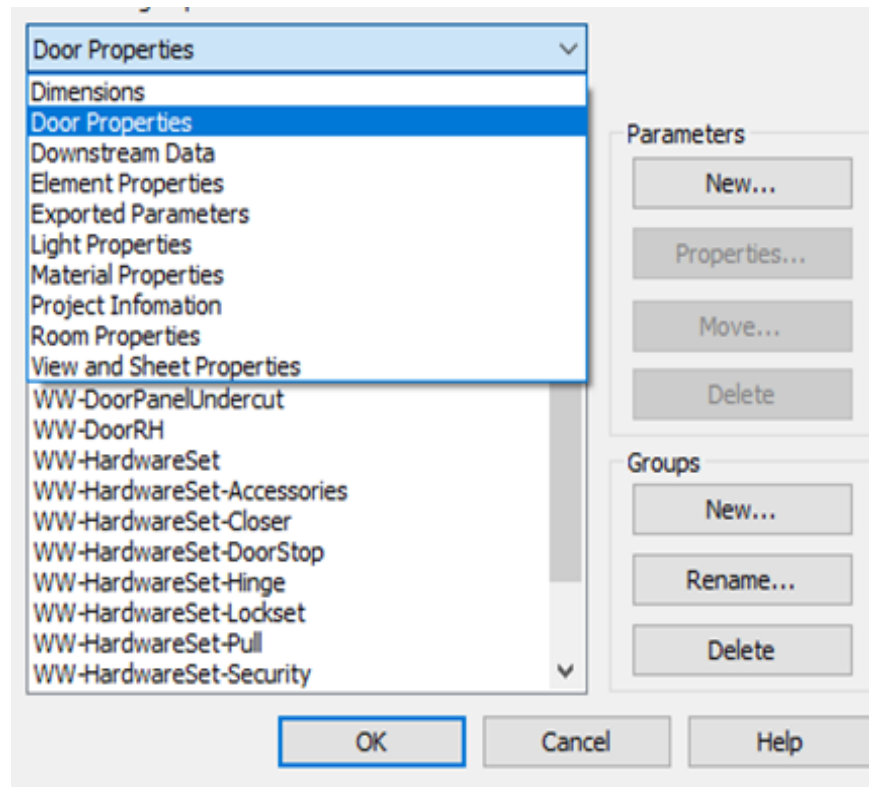 Door Properties
Dimensions
Door Properties
Downstream Data
Element Properties
Exported Parameters
Light Properties
Material Properties
Project Infomation
Room Properties
View and Sheet Properties
WW-DoorPanelUndercut
WW-DoorRH
WW-HardwareSet
WW-HardwareSet-Accessories
WW-HardwareSet-Closer
WW-HardwareSet-DoorStop
WW-HardwareSet-Hinge
WW-HardwareSet-Lockset
WW-HardwareSet-Pull
WW-HardwareSet-Security
Parameters
New...
Properties...
Move...
Delete
Groups
New...
Rename...
Delete
OK
Cancel
Help